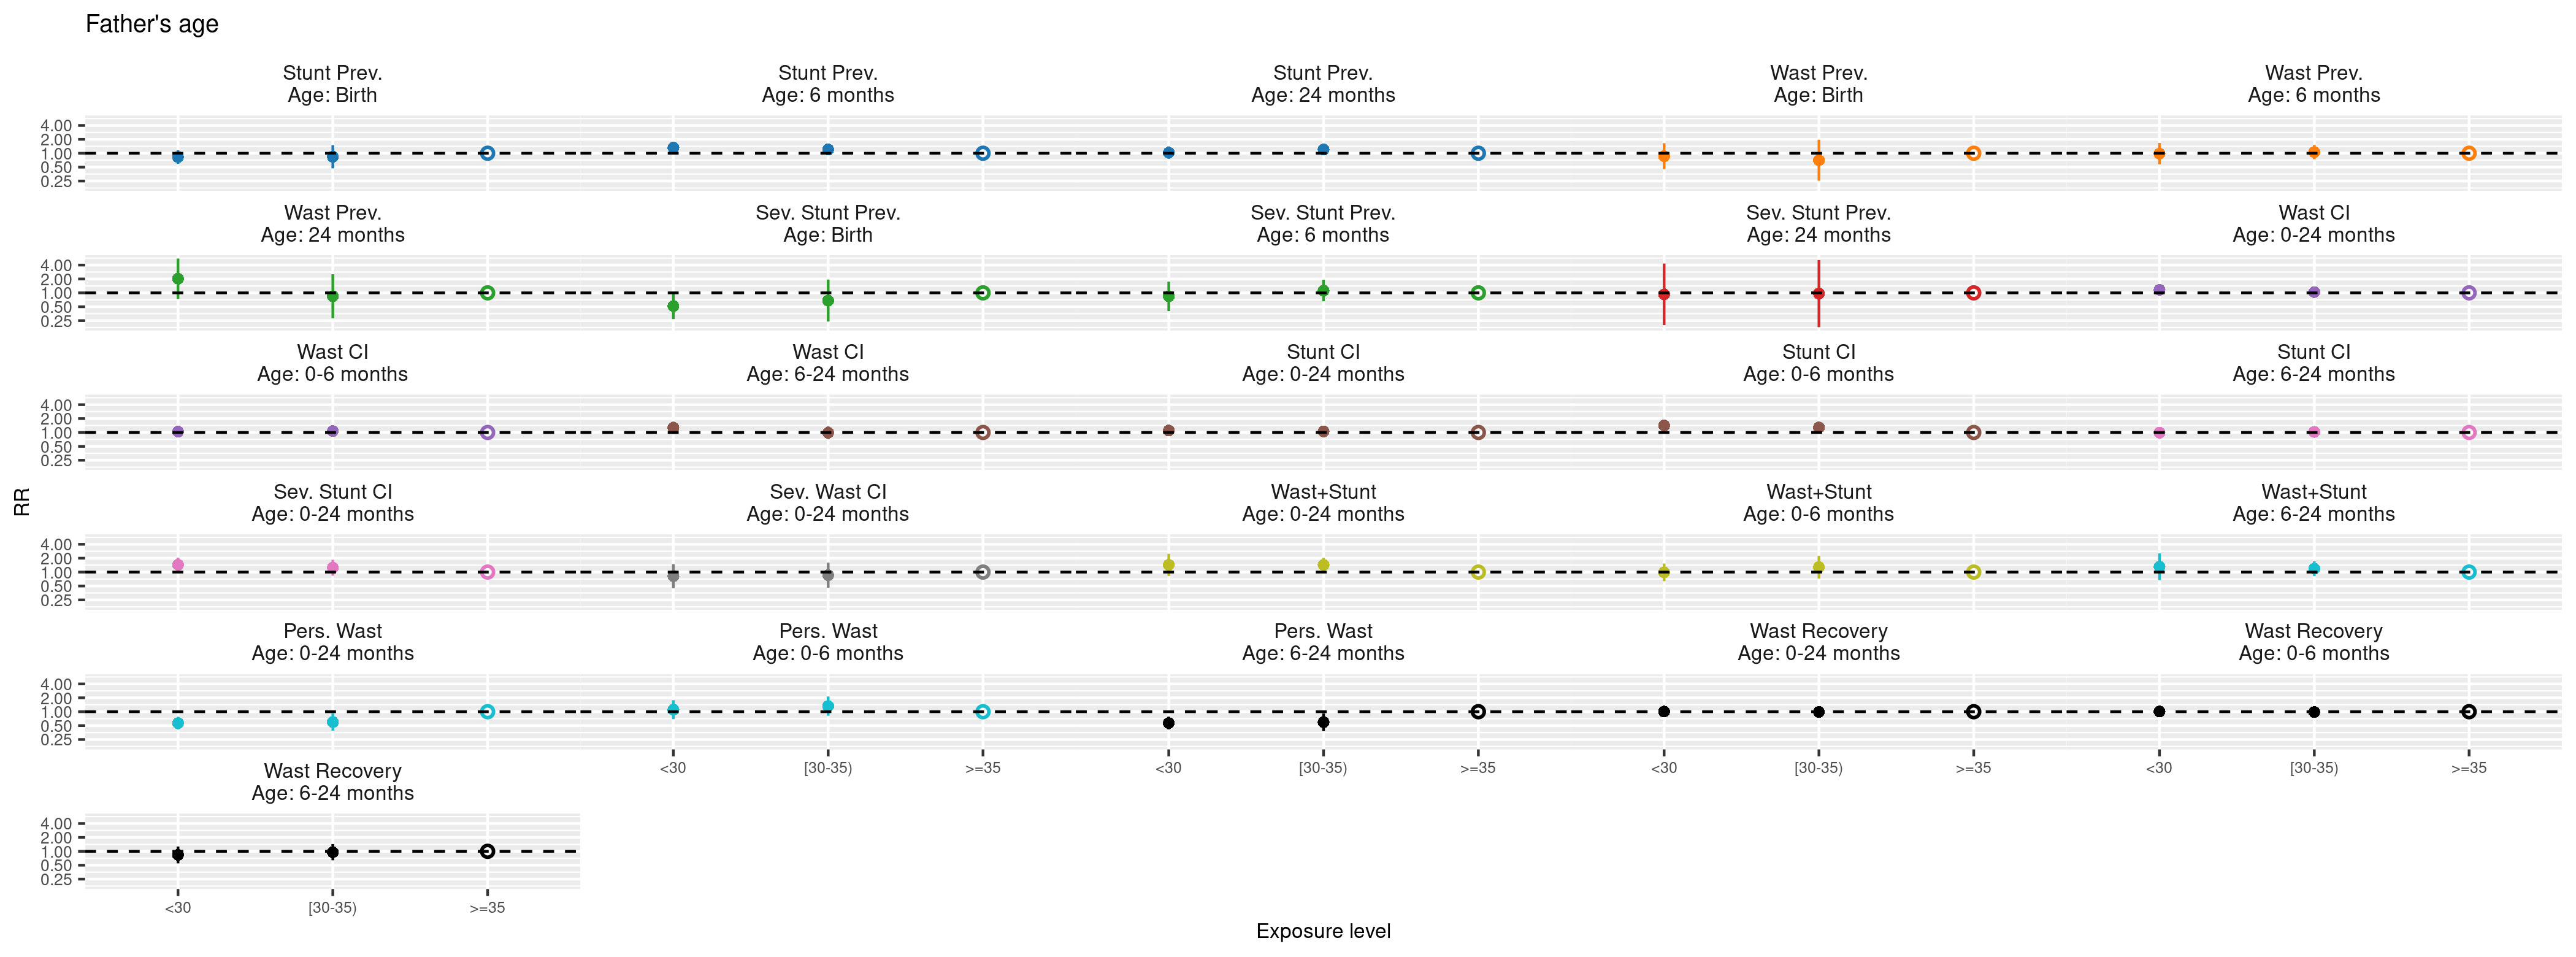 Father's age
Stunt Prev. Stunt Prev. Stunt Prev. Wast Prev. Wast Prev.
Age: Birth Age: 6 months Age: 24 months Age: Birth Age: 6 months
4.00
2.00
1.00
0.50
0.25
Wast Prev. Sev. Stunt Prev. Sev. Stunt Prev. Sev. Stunt Prev. Wast CI
Age: 24 months Age: Birth Age: 6 months Age: 24 months Age: 0-24 months
4.00
2.00
1.00
0.50
0.25
Wast CI Wast CI Stunt CI Stunt CI Stunt CI
Age: 0-6 months Age: 6-24 months Age: 0-24 months Age: 0-6 months Age: 6-24 months
4.00
2.00
1.00
0.50
0.25
RR
Sev. Stunt CI Sev. Wast CI Wast+Stunt Wast+Stunt Wast+Stunt
Age: 0-24 months Age: 0-24 months Age: 0-24 months Age: 0-6 months Age: 6-24 months
4.00
2.00
1.00
0.50
0.25
Pers. Wast Pers. Wast Pers. Wast Wast Recovery Wast Recovery
Age: 0-24 months Age: 0-6 months Age: 6-24 months Age: 0-24 months Age: 0-6 months
4.00
2.00
1.00
0.50
0.25
<30 [30-35) >=35 <30 [30-35) >=35 <30 [30-35) >=35 <30 [30-35) >=35
Wast Recovery
Age: 6-24 months
4.00
2.00
1.00
0.50
0.25
<30 [30-35) >=35
Exposure level